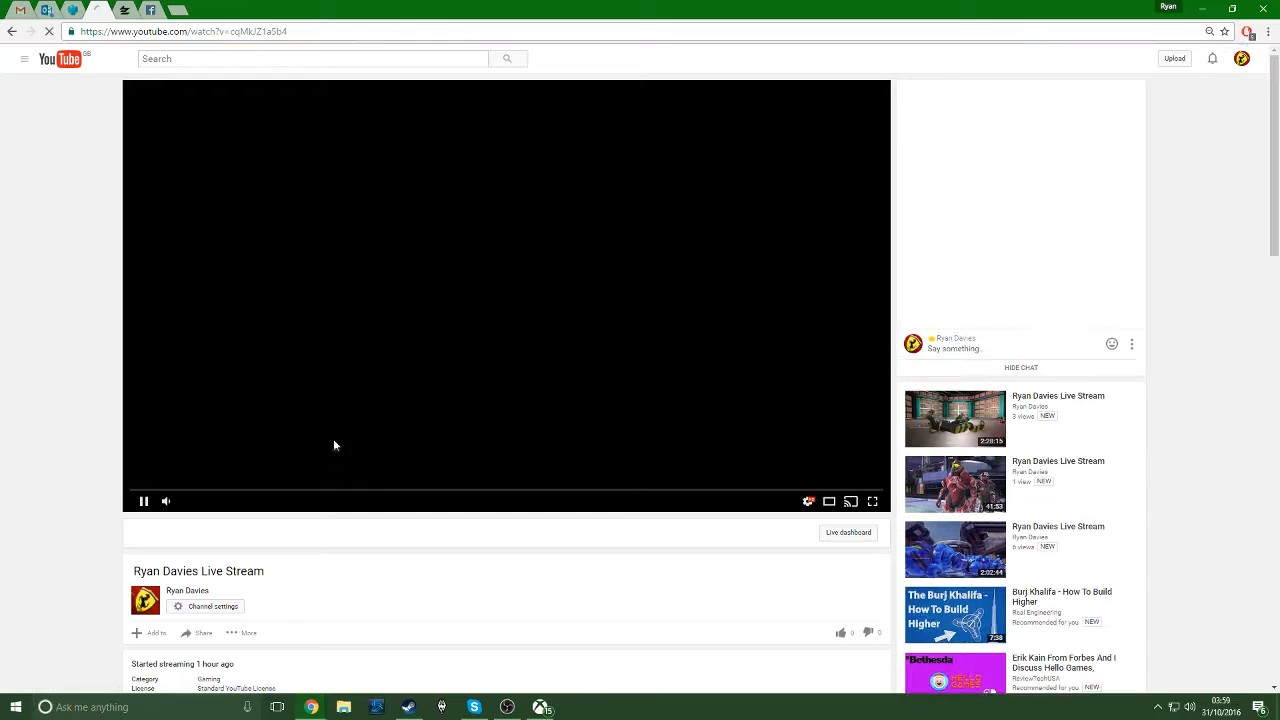 Ryan
https://www.youtube.com/watch?v=cqMkJZ1a5b4
YouTube GB
Search
Upload
Ryan Davies
Say something...
HIDE CHAT
Ryan Davies Live Stream
Ryan Davies
3 views NEW
2:28:15
Ryan Davies Live Stream
Ryan Davies
1 view NEW
41:53
Ryan Davies Live Stream
Ryan Davies
6 views NEW
2:02:44
The Burj Khalifa -
How To Build
Higher
7:38
Burj Khalifa - How To Build
Higher
Real Engineering
Recommended for you NEW
Bethesda
HELLO
GAMES
Erik Kain From Forbes And I
Discuss Hello Games,
ReviewTechUSA
Recommended for you NEW
Live dashboard
Ryan Davies Live Stream
Ryan Davies
Channel settings
Add to
Share
More
0
0
Started streaming 1 hour ago
Category Gaming
License Standard YouTube License
Ask me anything
03:59
31/10/2016